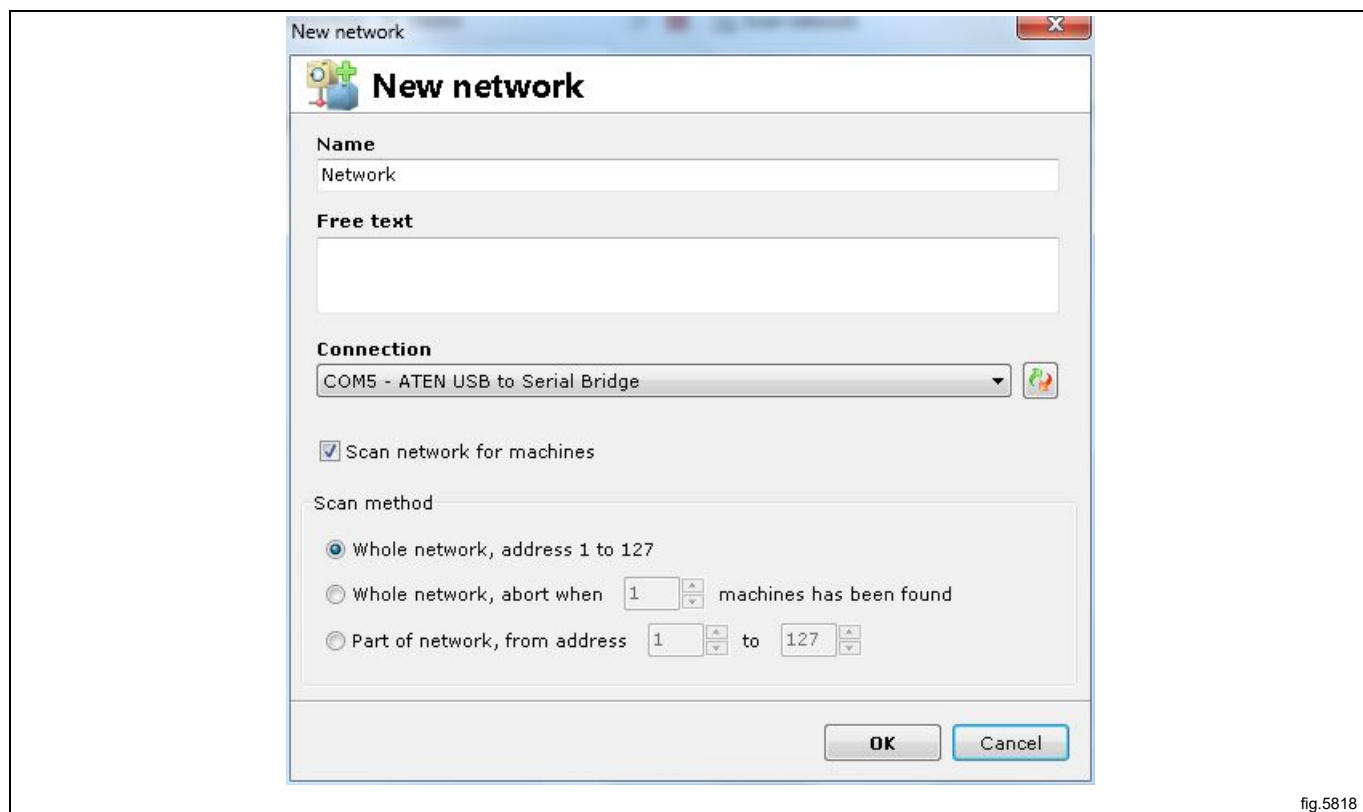 New network
New network
Name
Network
Free text
Connection
COM5 - ATEN USB to Serial Bridge
Scan network for machines
Scan method
Whole network, address 1 to 127
Whole network, abort when 1 machines has been found
Part of network, from address 1 to 127
OK Cancel
fig.5818